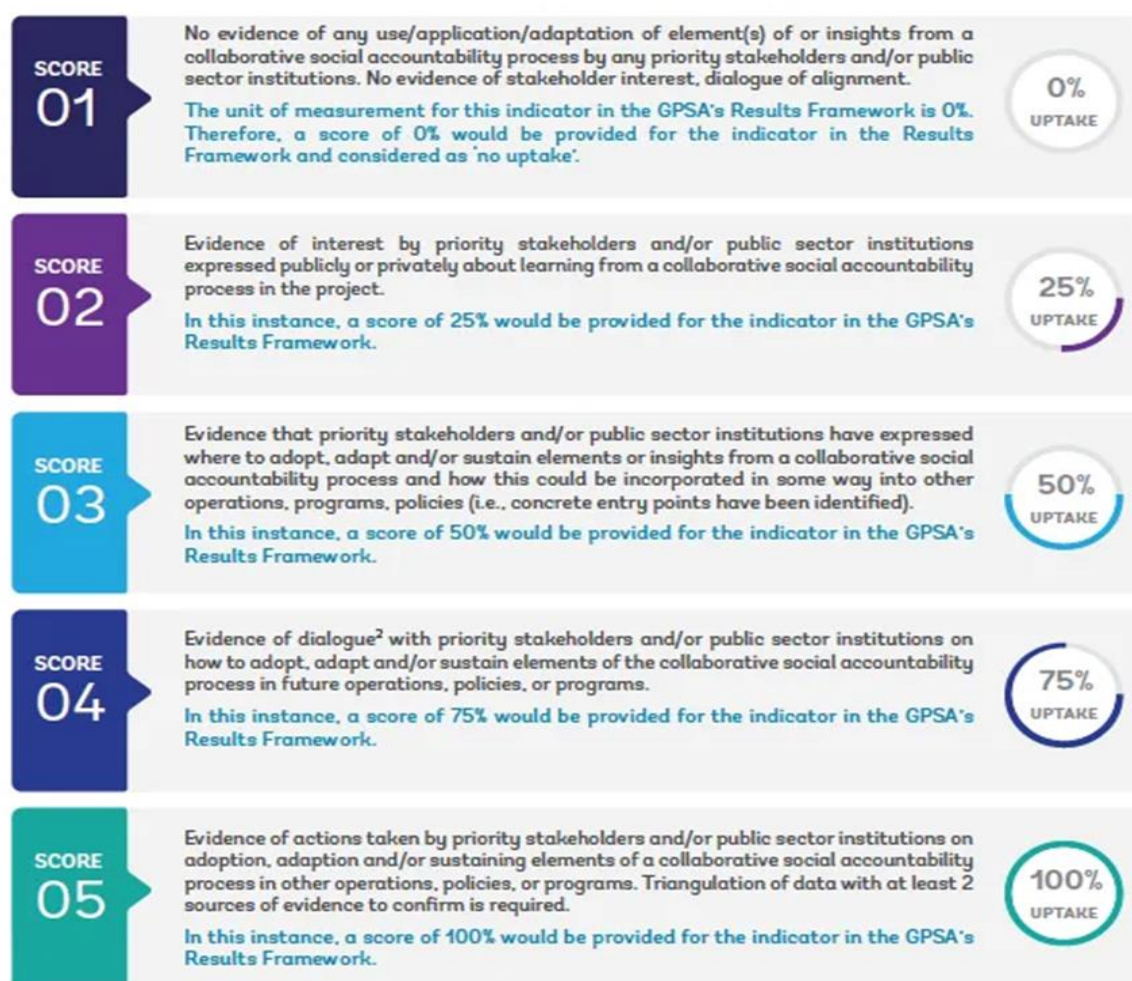 SCORE
01
No evidence of any use/application/adaptation of element(s) of or insights from a
collaborative social accountability process by any priority stakeholders and/or public
sector institutions. No evidence of stakeholder interest, dialogue of alignment.
The unit of measurement for this indicator in the GPSA's Results Framework is 0%.
Therefore, a score of 0% would be provided for the indicator in the Results
Framework and considered as 'no uptake'.
0%
UPTAKE
SCORE
02
Evidence of interest by priority stakeholders and/or public sector institutions
expressed publicly or privately about learning from a collaborative social accountability
process in the project.
In this instance, a score of 25% would be provided for the indicator in the GPSA's
Results Framework.
25%
UPTAKE
SCORE
03
Evidence that priority stakeholders and/or public sector institutions have expressed
where to adopt, adapt and/or sustain elements or insights from a collaborative social
accountability process and how this could be incorporated in some way into other
operations, programs, policies (i.e., concrete entry points have been identified).
In this instance, a score of 50% would be provided for the indicator in the GPSA's
Results Framework.
50%
UPTAKE
SCORE
04
Evidence of dialogue² with priority stakeholders and/or public sector institutions on
how to adopt, adapt and/or sustain elements of the collaborative social accountability
process in future operations, policies, or programs.
In this instance, a score of 75% would be provided for the indicator in the GPSA's
Results Framework.
75%
UPTAKE
SCORE
05
Evidence of actions taken by priority stakeholders and/or public sector institutions on
adoption, adaption and/or sustaining elements of a collaborative social accountability
process in other operations, policies, or programs. Triangulation of data with at least 2
sources of evidence to confirm is required.
In this instance, a score of 100% would be provided for the indicator in the GPSA's
Results Framework.
100%
UPTAKE